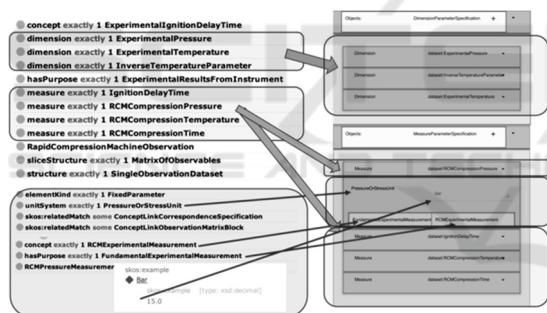 concept exactly 1 ExperimentalIgnitionDelayTime
dimension exactly 1 ExperimentalPressure
dimension exactly 1 ExperimentalTemperature
dimension exactly 1 InverseTemperatureParameter
hasPurpose exactly 1 ExperimentalResultsFromInstrument
measure exactly 1 IgnitionDelayTime
measure exactly 1 RCMCompressionPressure
measure exactly 1 RCMCompressionTemperature
measure exactly 1 RCMCompressionTime
RapidCompressionMachineObservation
sliceStructure exactly 1 MatrixOfObservables
structure exactly 1 SingleObservationDataset
elementKind exactly 1 FixedParameter
unitSystem exactly 1 PressureOrStressUnit
skos:relatedMatch some ConceptLinkCorrespondenceSpecification
skos:relatedMatch some ConceptLinkObservationMatrixBlock
concept exactly 1 RCMExperimentalMeasurement
hasPurpose exactly 1 FundamentalExperimentalMeasurement
RCMPressureMeasuremen
skos:example
Bar
skos:example [type: xsd:decimal]
15.0
Objects: DimensionParameterSpecification +
Dimension dataset:ExperimentalPressure
Dimension dataset:InverseTemperatureParameter
Dimension dataset:ExperimentalTemperature
Objects: MeasureParameterSpecification +
Measure dataset:RCMCompressionPressure
PressureOrStressUnit
Bar
FundamentalExperimentalMeasurement RCMExperimentalMeasurement
Measure dataset:IgnitionDelayTime
Measure dataset:RCMCompressionTemperature
Measure dataset:RCMCompressionTime